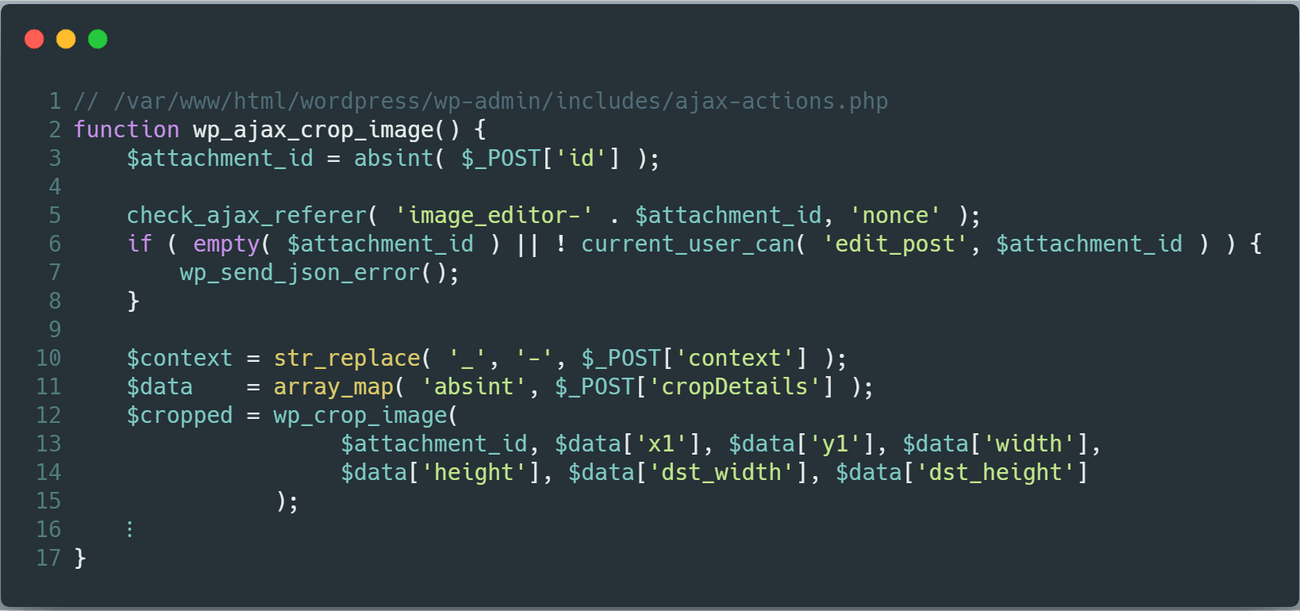 1 // /var/www/html/wordpress/wp-admin/includes/ajax-actions.php
2 function wp_ajax_crop_image() {
3     $attachment_id = absint( $_POST['id'] );
4
5     check_ajax_referer( 'image_editor-' . $attachment_id, 'nonce' );
6     if ( empty( $attachment_id ) || ! current_user_can( 'edit_post', $attachment_id ) ) {
7         wp_send_json_error();
8     }
9
10     $context = str_replace( '_', '-', $_POST['context'] );
11     $data    = array_map( 'absint', $_POST['cropDetails'] );
12     $cropped = wp_crop_image(
13                     $attachment_id, $data['x1'], $data['y1'], $data['width'],
14                     $data['height'], $data['dst_width'], $data['dst_height']
15                );
16     ⋮
17 }